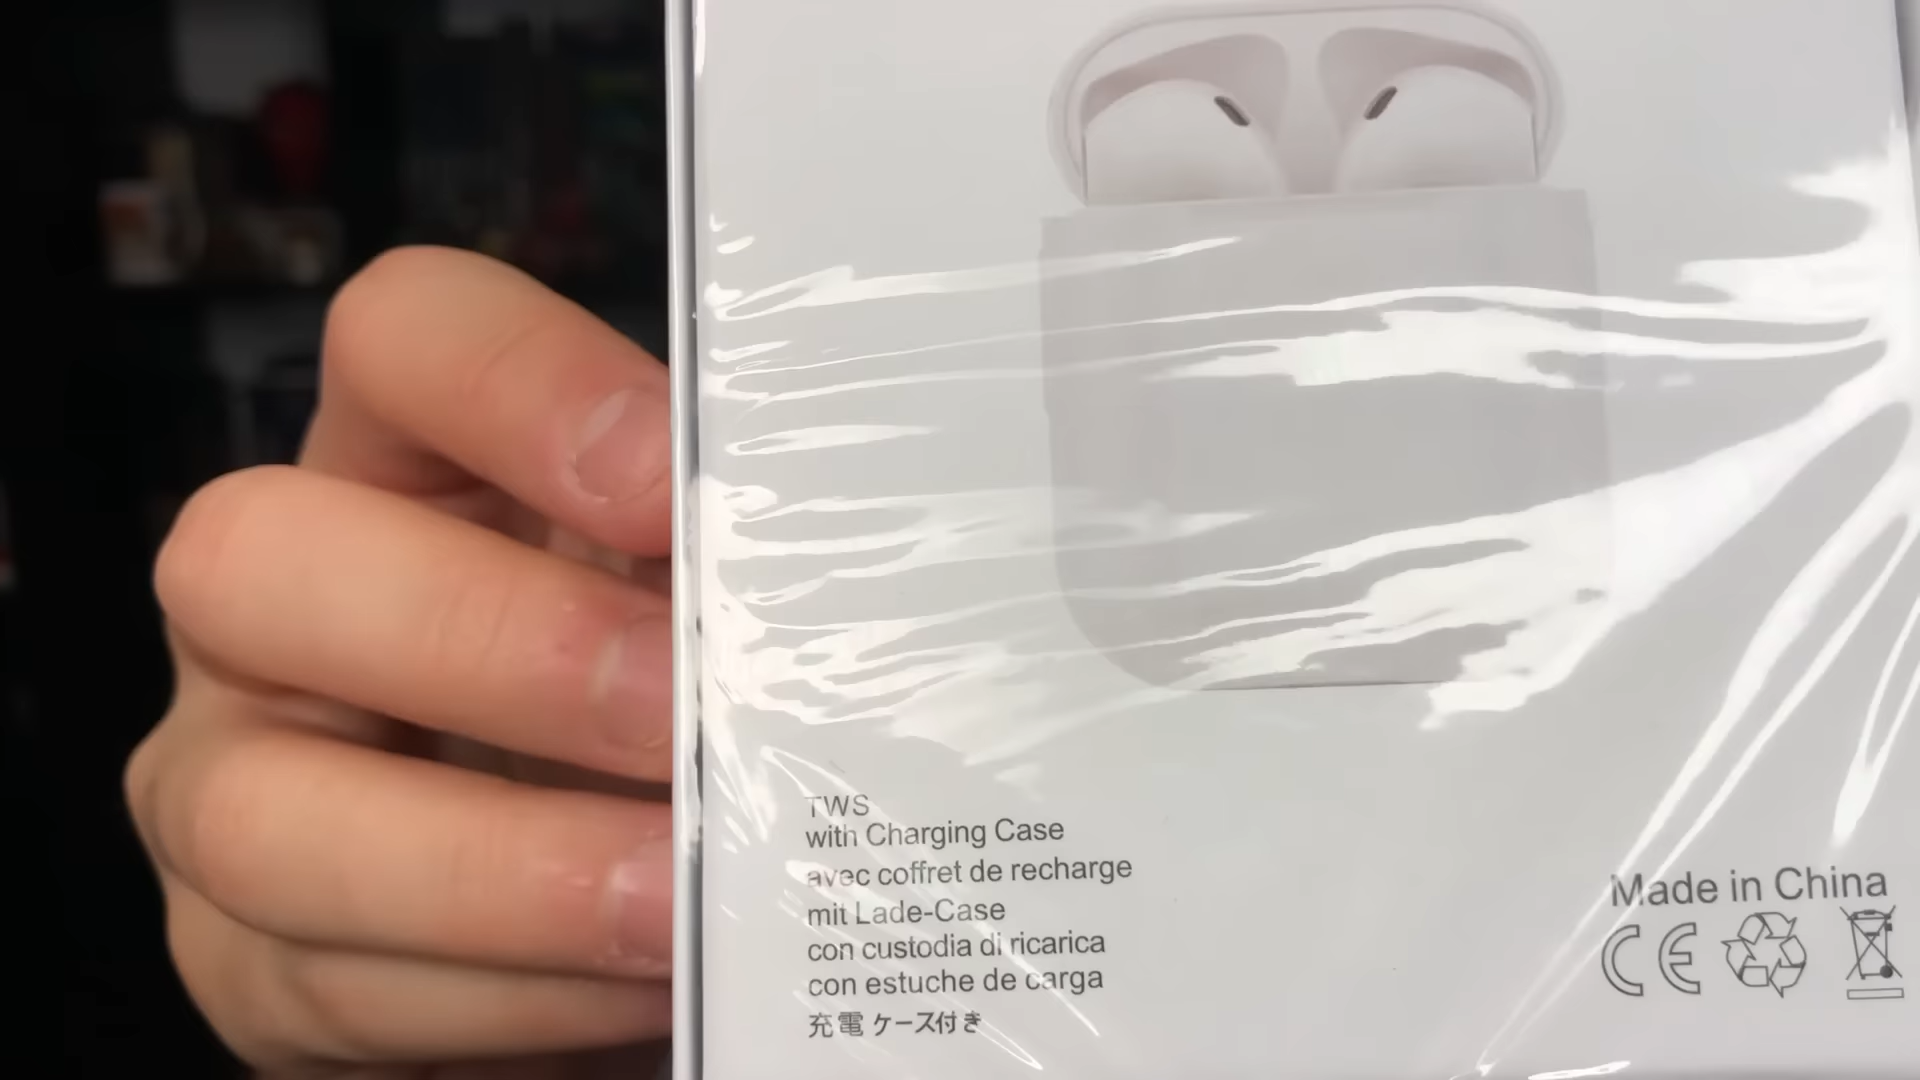 TWS
with Charging Case
avec coffret de recharge
mit Lade-Case
con custodia di ricarica
con estuche de carga
充電 ケース付き
Made in China
CE